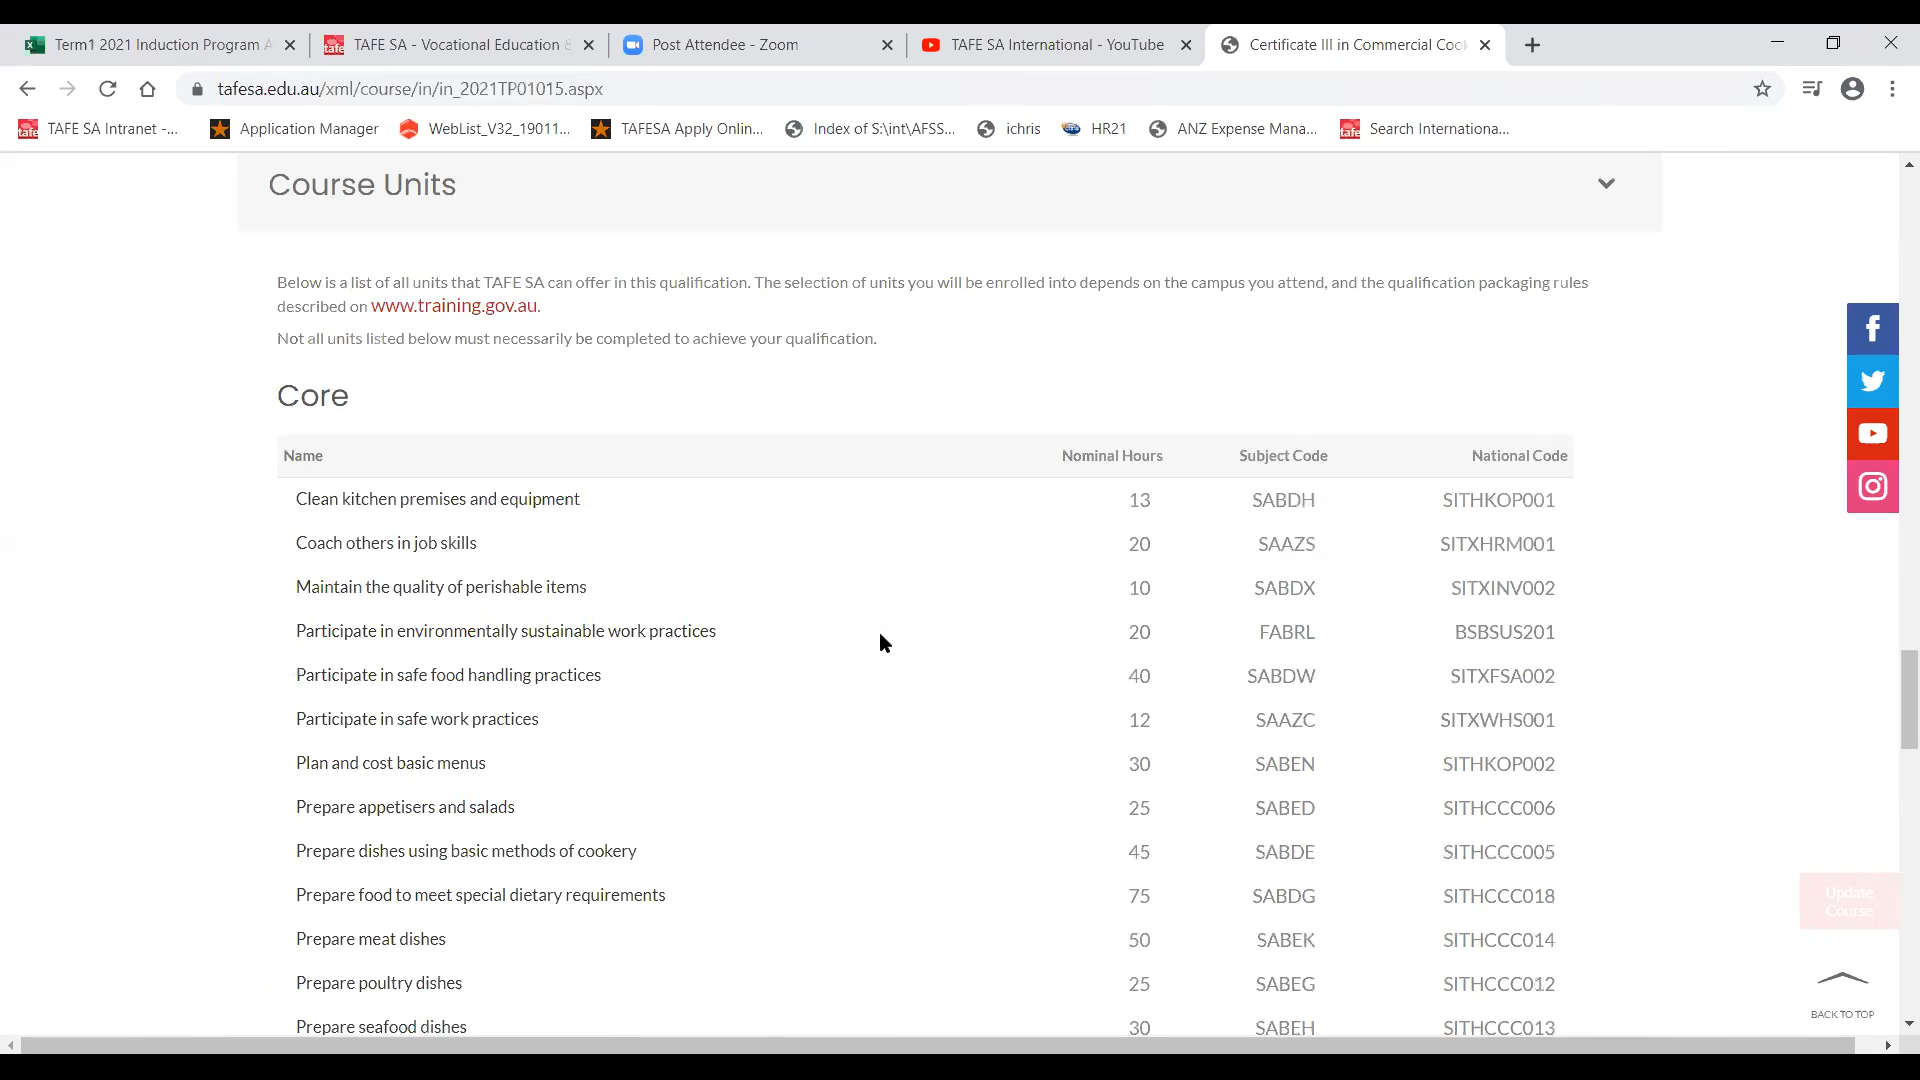 Term1 2021 Induction Program A
TAFE SA - Vocational Education &
Post Attendee - Zoom
TAFE SA International - YouTube
Certificate III in Commercial Cook
tafesa.edu.au/xml/course/in/in_2021TP01015.aspx
TAFE SA Intranet -...
Application Manager
WebList_V32_19011...
TAFESA Apply Onlin...
Index of S:\int\AFSS...
ichris
HR21
ANZ Expense Mana...
Search Internationa...
Course Units
Below is a list of all units that TAFE SA can offer in this qualification. The selection of units you will be enrolled into depends on the campus you attend, and the qualification packaging rules
described on www.training.gov.au.
Not all units listed below must necessarily be completed to achieve your qualification.
Core
Name Nominal Hours Subject Code National Code
Clean kitchen premises and equipment 13 SABDH SITHKOP001
Coach others in job skills 20 SAAZS SITXHRM001
Maintain the quality of perishable items 10 SABDX SITXINV002
Participate in environmentally sustainable work practices 20 FABRL BSBSUS201
Participate in safe food handling practices 40 SABDW SITXFSA002
Participate in safe work practices 12 SAAZC SITXWHS001
Plan and cost basic menus 30 SABEN SITHKOP002
Prepare appetisers and salads 25 SABED SITHCCC006
Prepare dishes using basic methods of cookery 45 SABDE SITHCCC005
Prepare food to meet special dietary requirements 75 SABDG SITHCCC018
Prepare meat dishes 50 SABEK SITHCCC014
Prepare poultry dishes 25 SABEG SITHCCC012
Prepare seafood dishes 30 SABEH SITHCCC013
Update
Course
BACK TO TOP